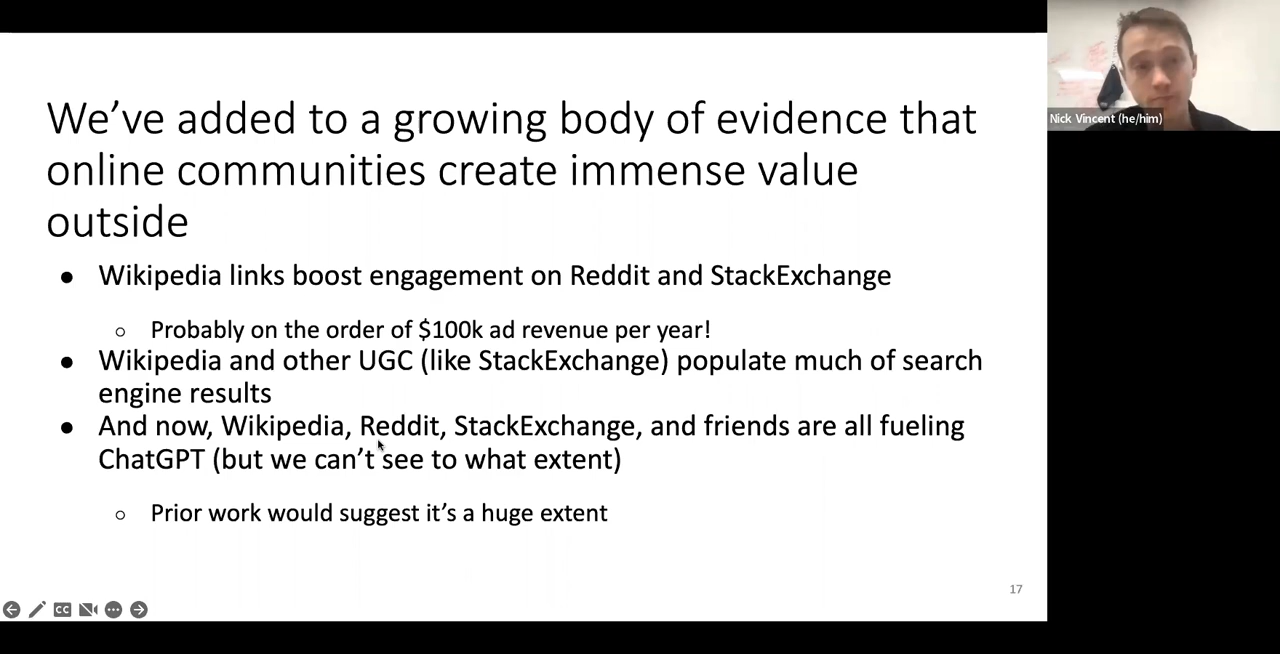 We’ve added to a growing body of evidence that
online communities create immense value
outside
● Wikipedia links boost engagement on Reddit and StackExchange
○ Probably on the order of $100k ad revenue per year!
● Wikipedia and other UGC (like StackExchange) populate much of search
engine results
● And now, Wikipedia, Reddit, StackExchange, and friends are all fueling
ChatGPT (but we can’t see to what extent)
○ Prior work would suggest it’s a huge extent
17
CC
Nick Vincent (he/him)